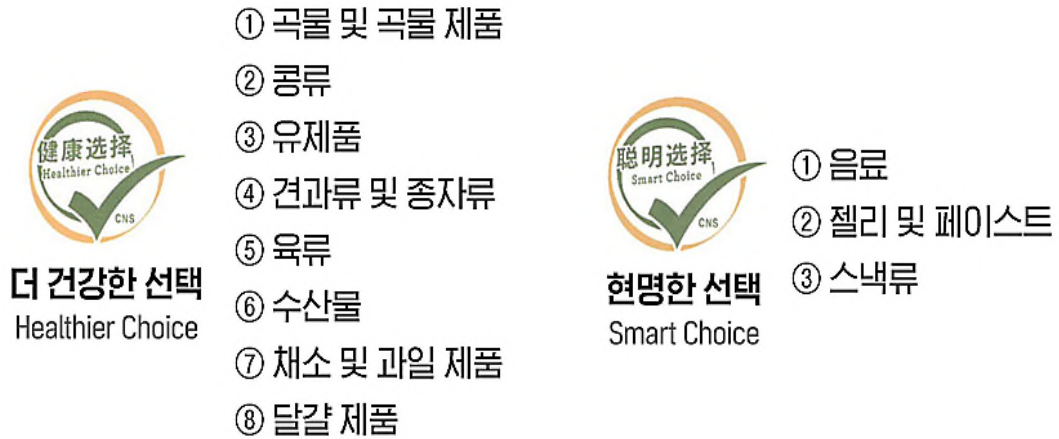 健康选择
Healthier Choice
CNS
더 건강한 선택
Healthier Choice
① 곡물 및 곡물 제품
② 콩류
③ 유제품
④ 견과류 및 종자류
⑤ 육류
⑥ 수산물
⑦ 채소 및 과일 제품
⑧ 달걀 제품
聪明选择
Smart Choice
CNS
현명한 선택
Smart Choice
① 음료
② 젤리 및 페이스트
③ 스낵류